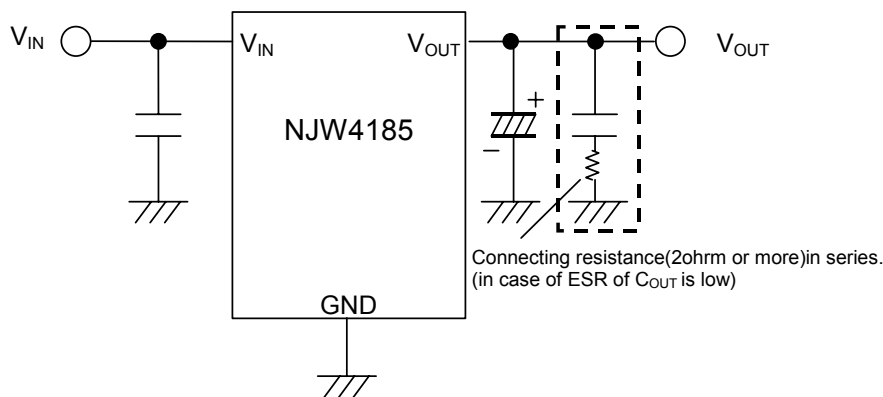 VIN
VIN
VOUT
VOUT
NJW4185
+
−
Connecting resistance(2ohrm or more)in series.
(in case of ESR of COUT is low)
GND